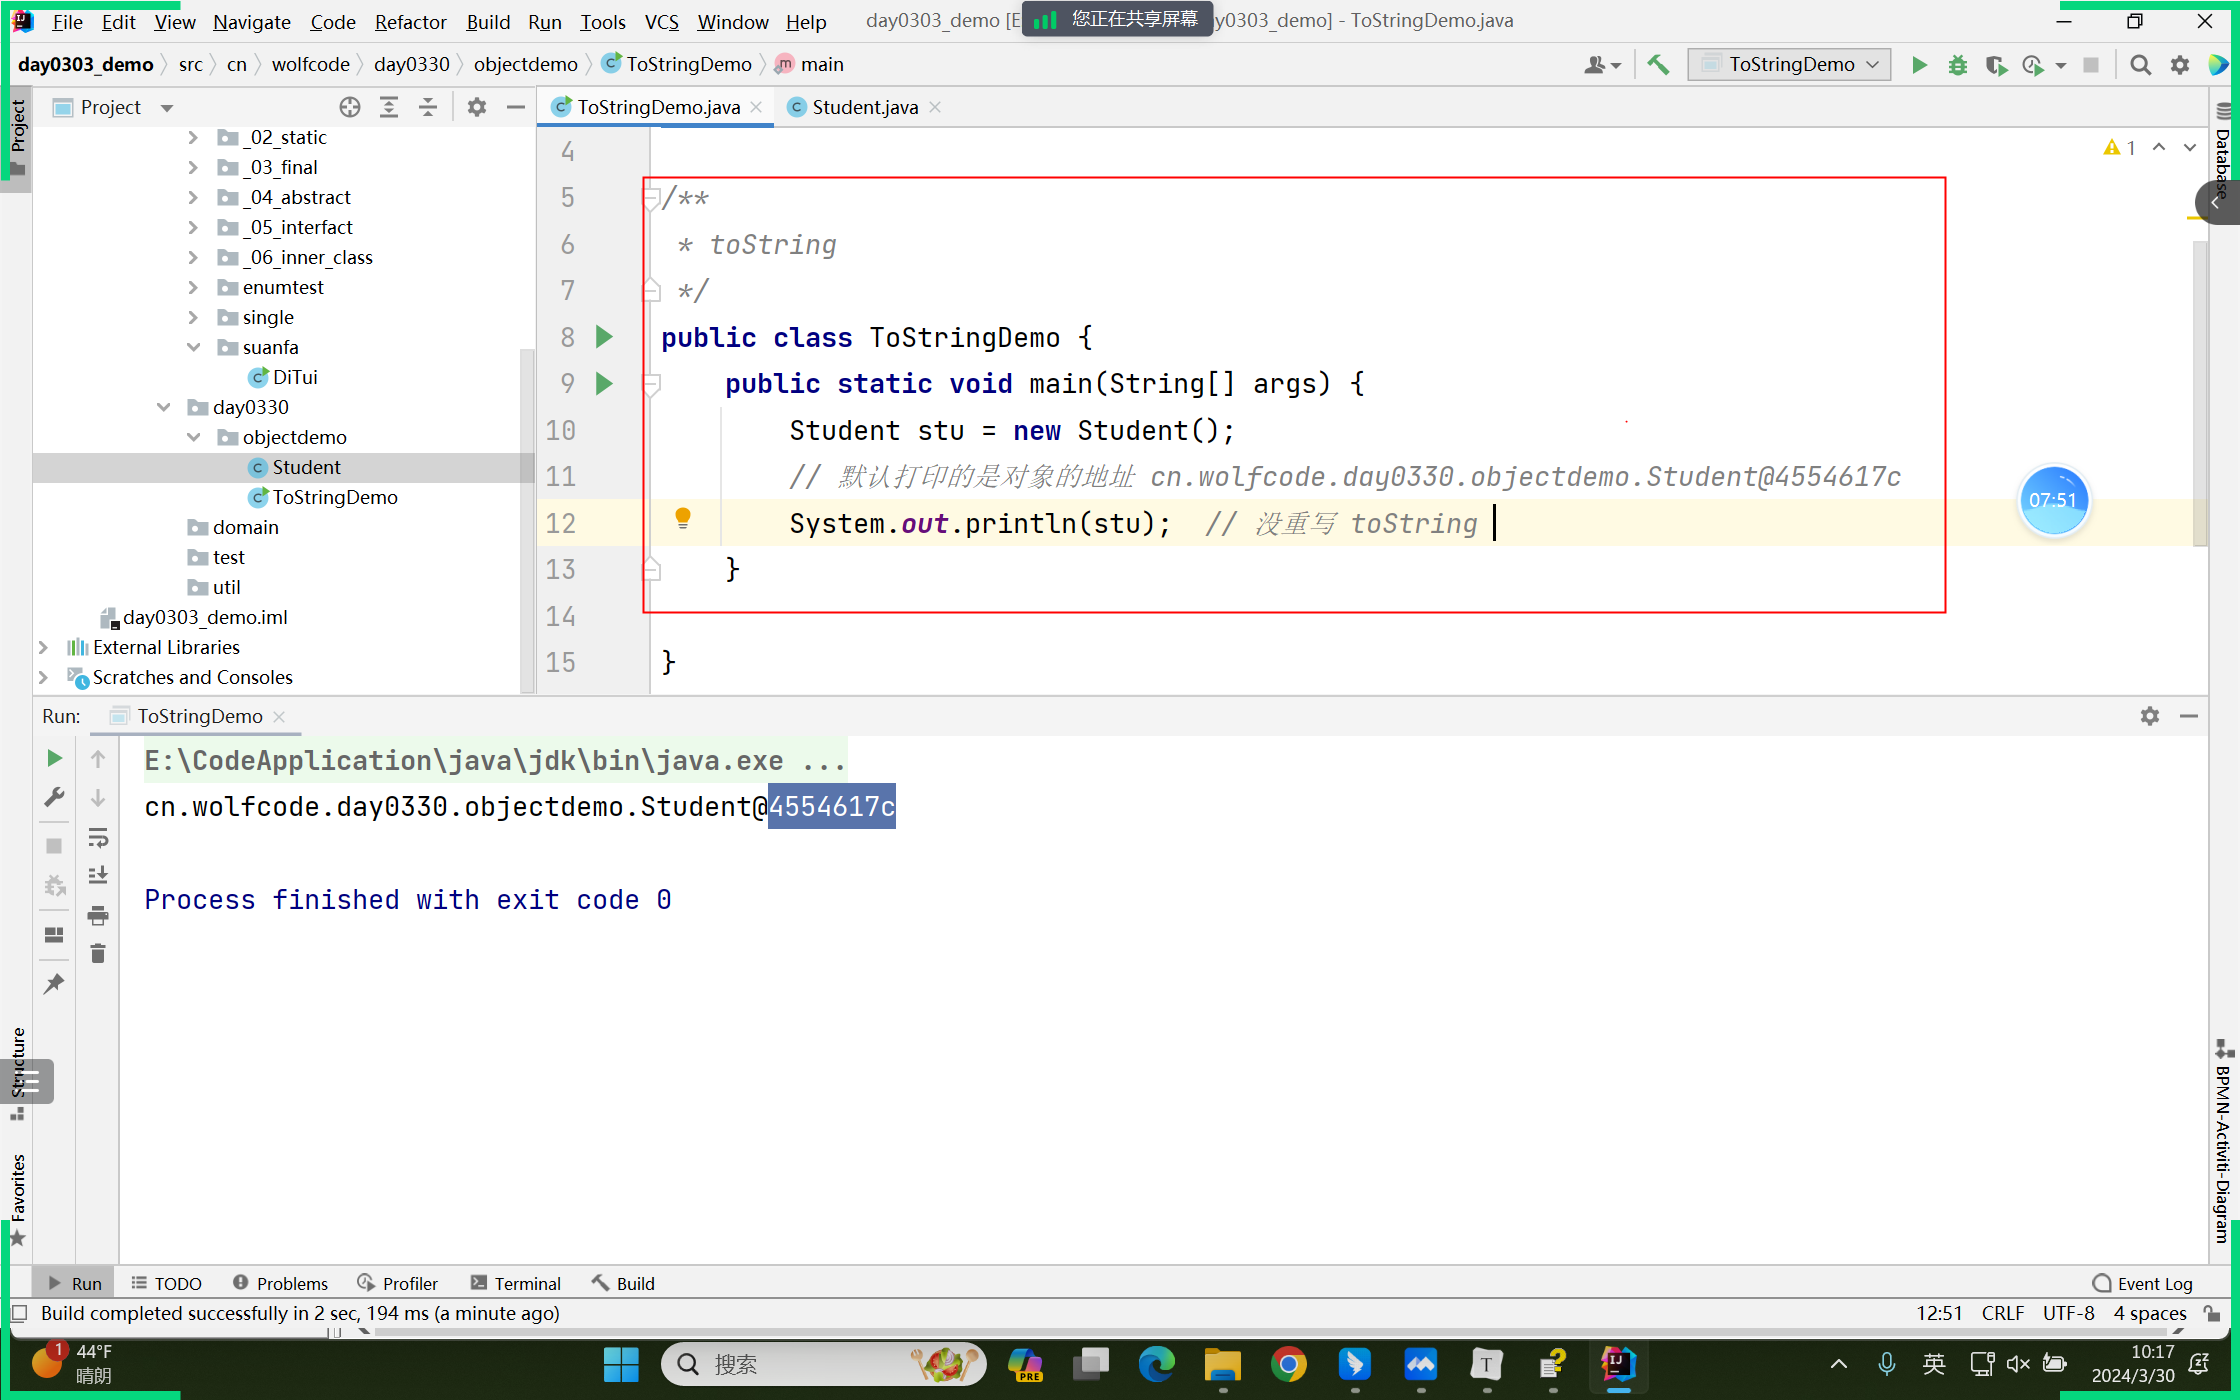 File Edit View Navigate Code Refactor Build Run Tools VCS Window Help day0303_demo [E 您正在共享屏幕 y0303_demo] - ToStringDemo.java
day0303_demo src cn wolfcode day0330 objectdemo ToStringDemo main ToStringDemo
Project
Project
ToStringDemo.java
Student.java
_02_static
_03_final
_04_abstract
_05_interfact
_06_inner_class
enumtest
single
suanfa
DiTui
day0330
objectdemo
Student
ToStringDemo
domain
test
util
day0303_demo.iml
External Libraries
Scratches and Consoles
1
4
5 /**
6 * toString
7 */
8 public class ToStringDemo {
9 public static void main(String[] args) {
10 Student stu = new Student();
11 // 默认打印的是对象的地址 cn.wolfcode.day0330.objectdemo.Student@4554617c
12 System.out.println(stu); // 没重写 toString
13 }
14
15 }
07:51
Database
Run: ToStringDemo
E:\CodeApplication\java\jdk\bin\java.exe ...
cn.wolfcode.day0330.objectdemo.Student@4554617c
Process finished with exit code 0
Structure
Favorites
BPMN-Activiti-Diagram
Run TODO Problems Profiler Terminal Build Event Log
Build completed successfully in 2 sec, 194 ms (a minute ago) 12:51 CRLF UTF-8 4 spaces
1 44°F
晴朗
搜索
PRE
T
英
10:17
2024/3/30